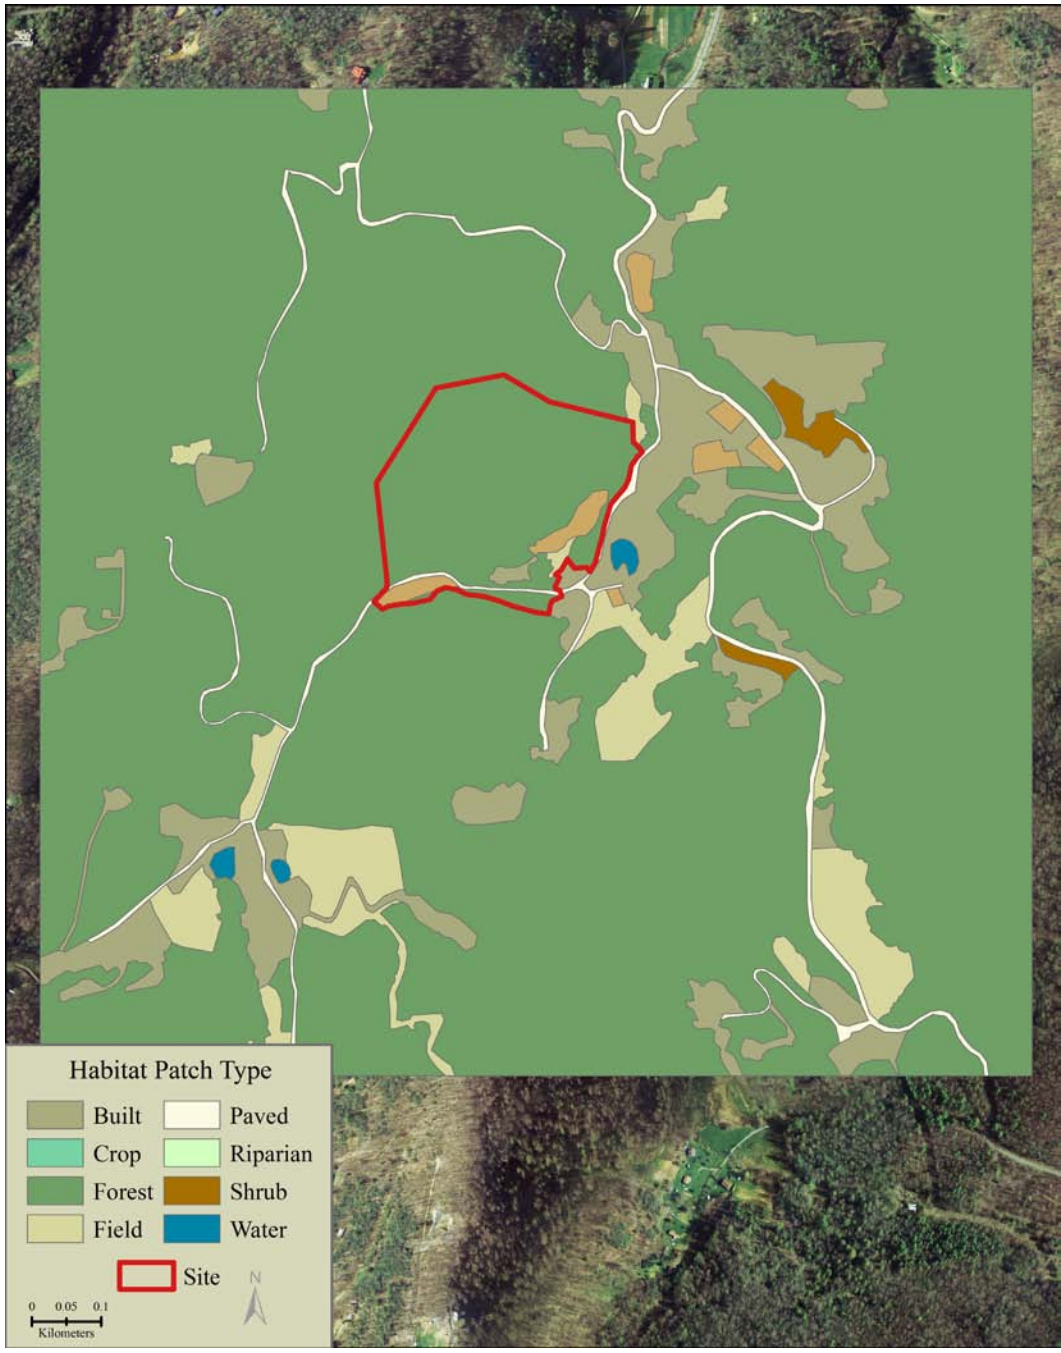 Habitat Patch Type
Built
Paved
Crop
Riparian
Forest
Shrub
Field
Water
Site
N
0 0.05 0.1
Kilometers